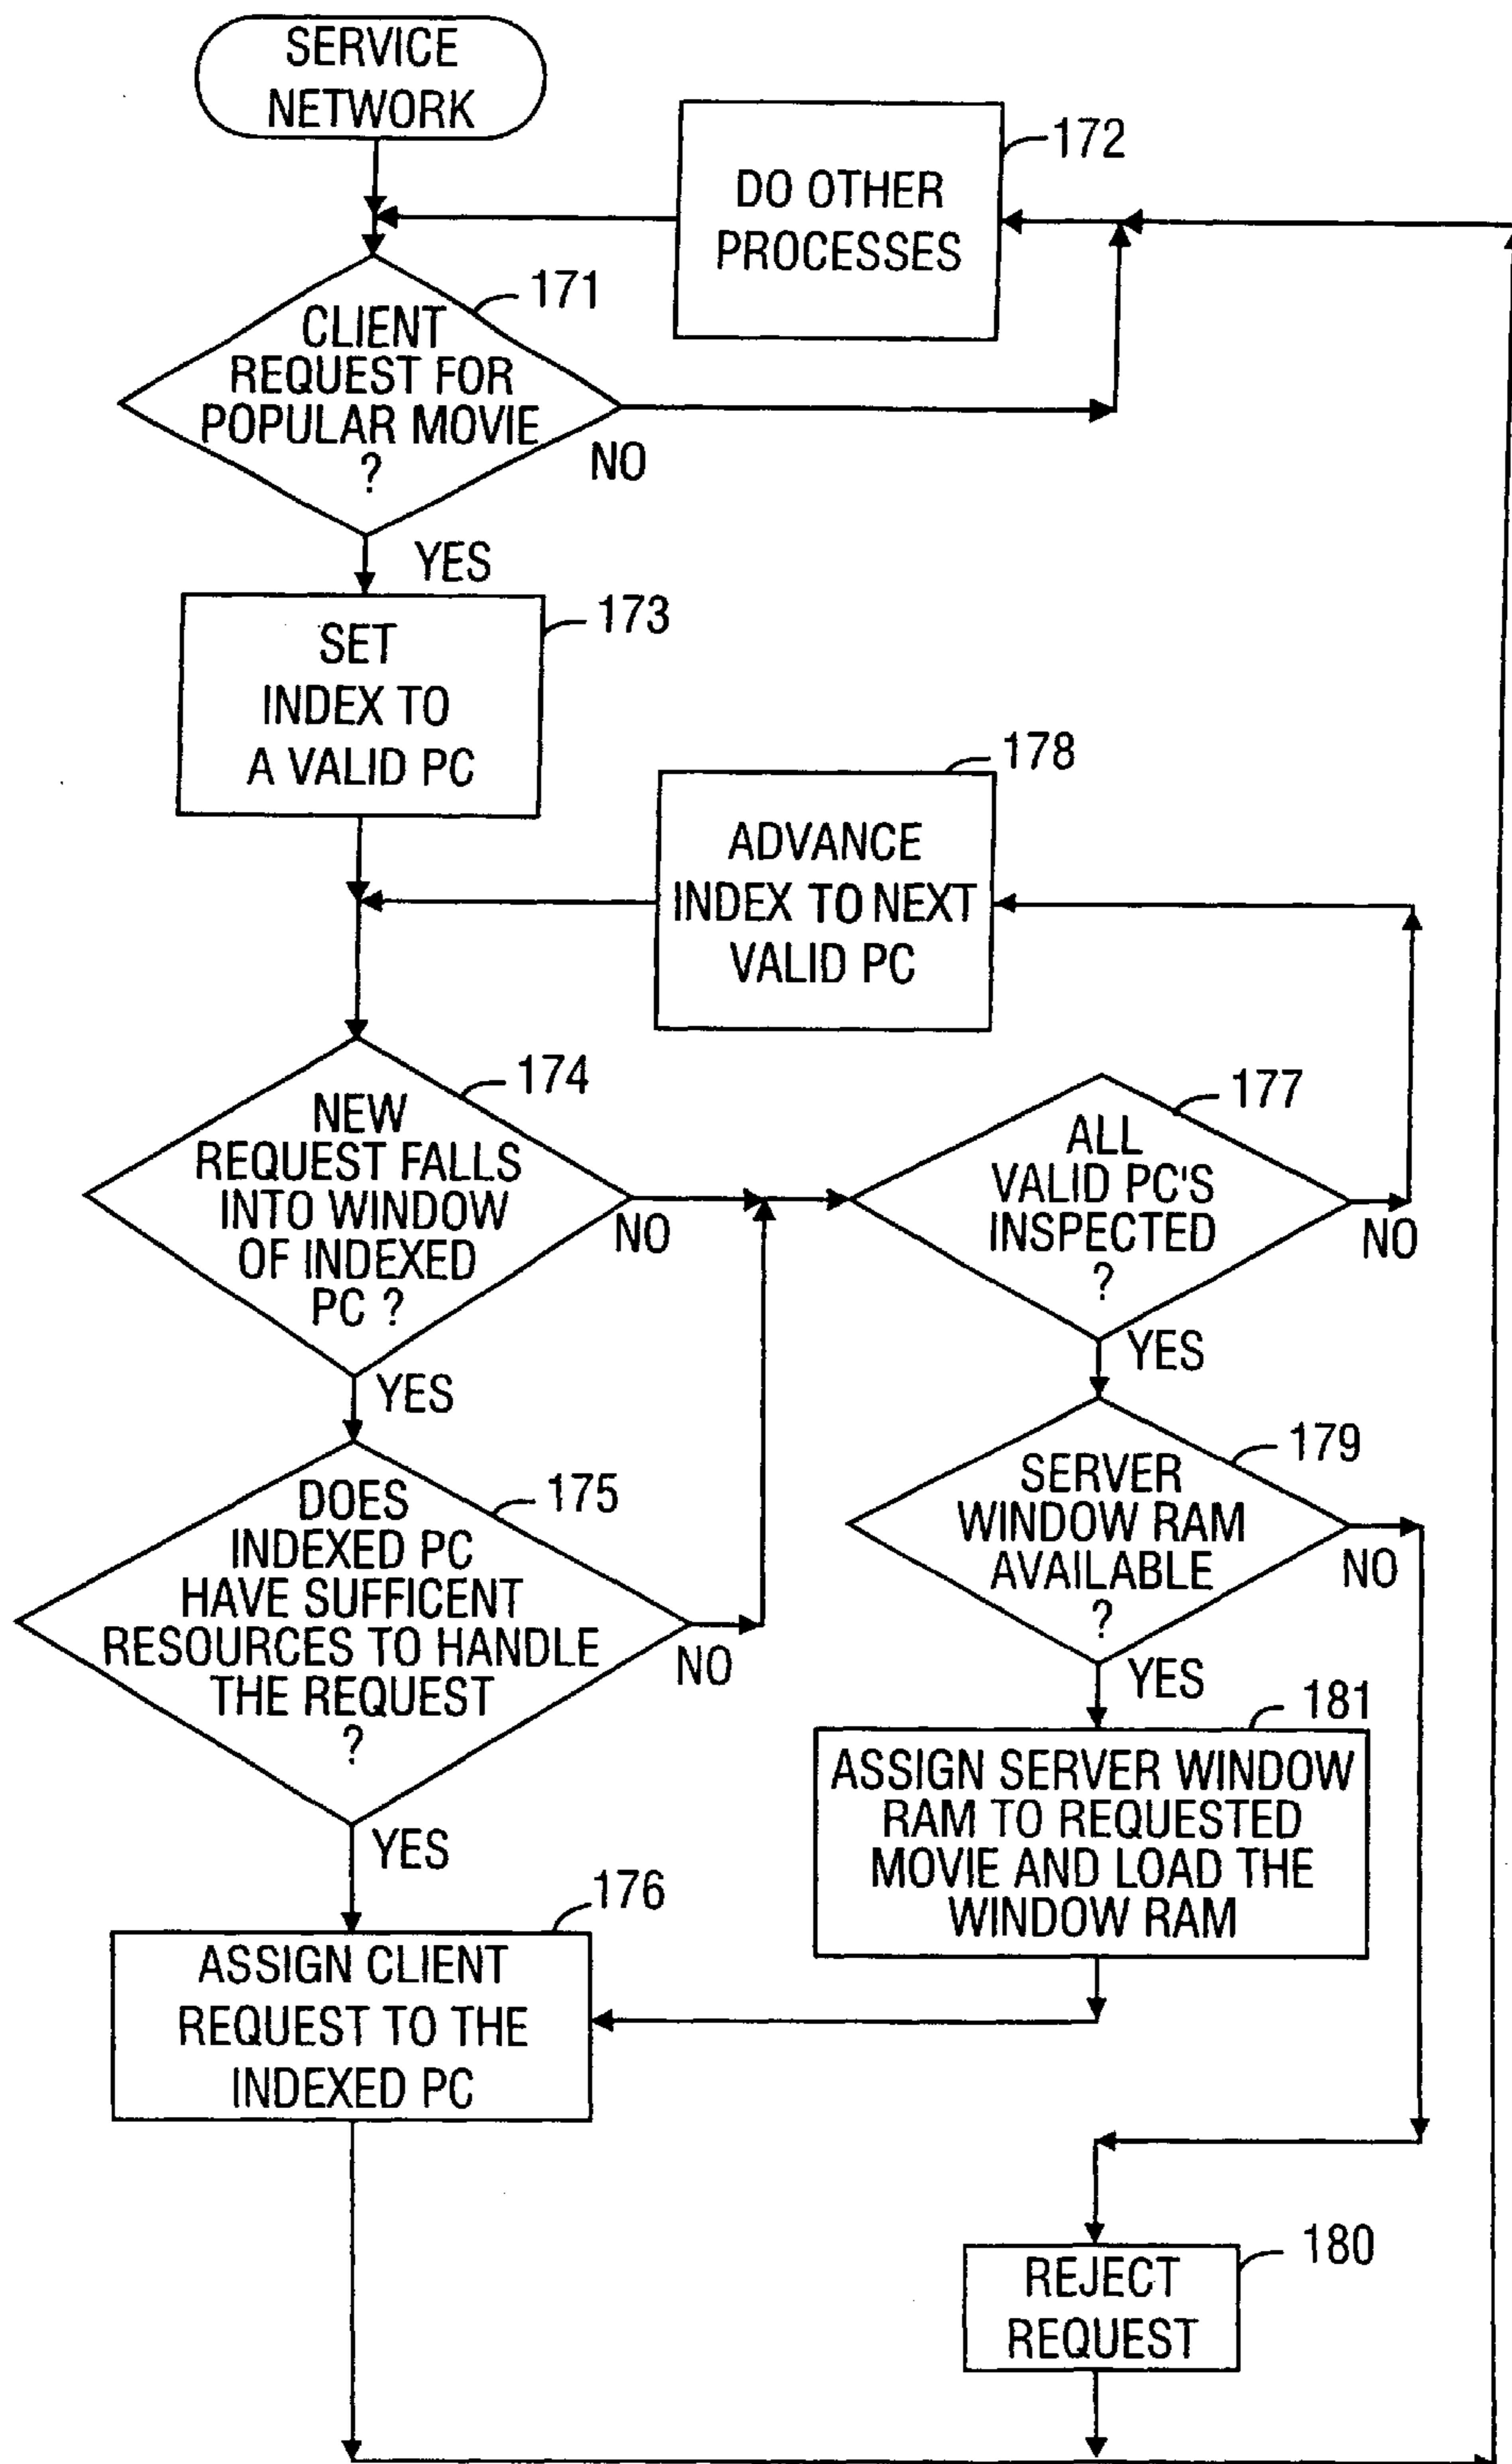 SERVICE
NETWORK
172
DO OTHER
PROCESSES
171
CLIENT
REQUEST FOR
POPULAR MOVIE
?
NO
YES
173
SET
INDEX TO
A VALID PC
178
ADVANCE
INDEX TO NEXT
VALID PC
174
NEW
REQUEST FALLS
INTO WINDOW
OF INDEXED
PC ?
NO
YES
177
ALL
VALID PC'S
INSPECTED
?
NO
YES
175
DOES
INDEXED PC
HAVE SUFFICENT
RESOURCES TO HANDLE
THE REQUEST
?
NO
YES
179
SERVER
WINDOW RAM
AVAILABLE
?
NO
YES
181
ASSIGN SERVER WINDOW
RAM TO REQUESTED
MOVIE AND LOAD THE
WINDOW RAM
176
ASSIGN CLIENT
REQUEST TO THE
INDEXED PC
180
REJECT
REQUEST